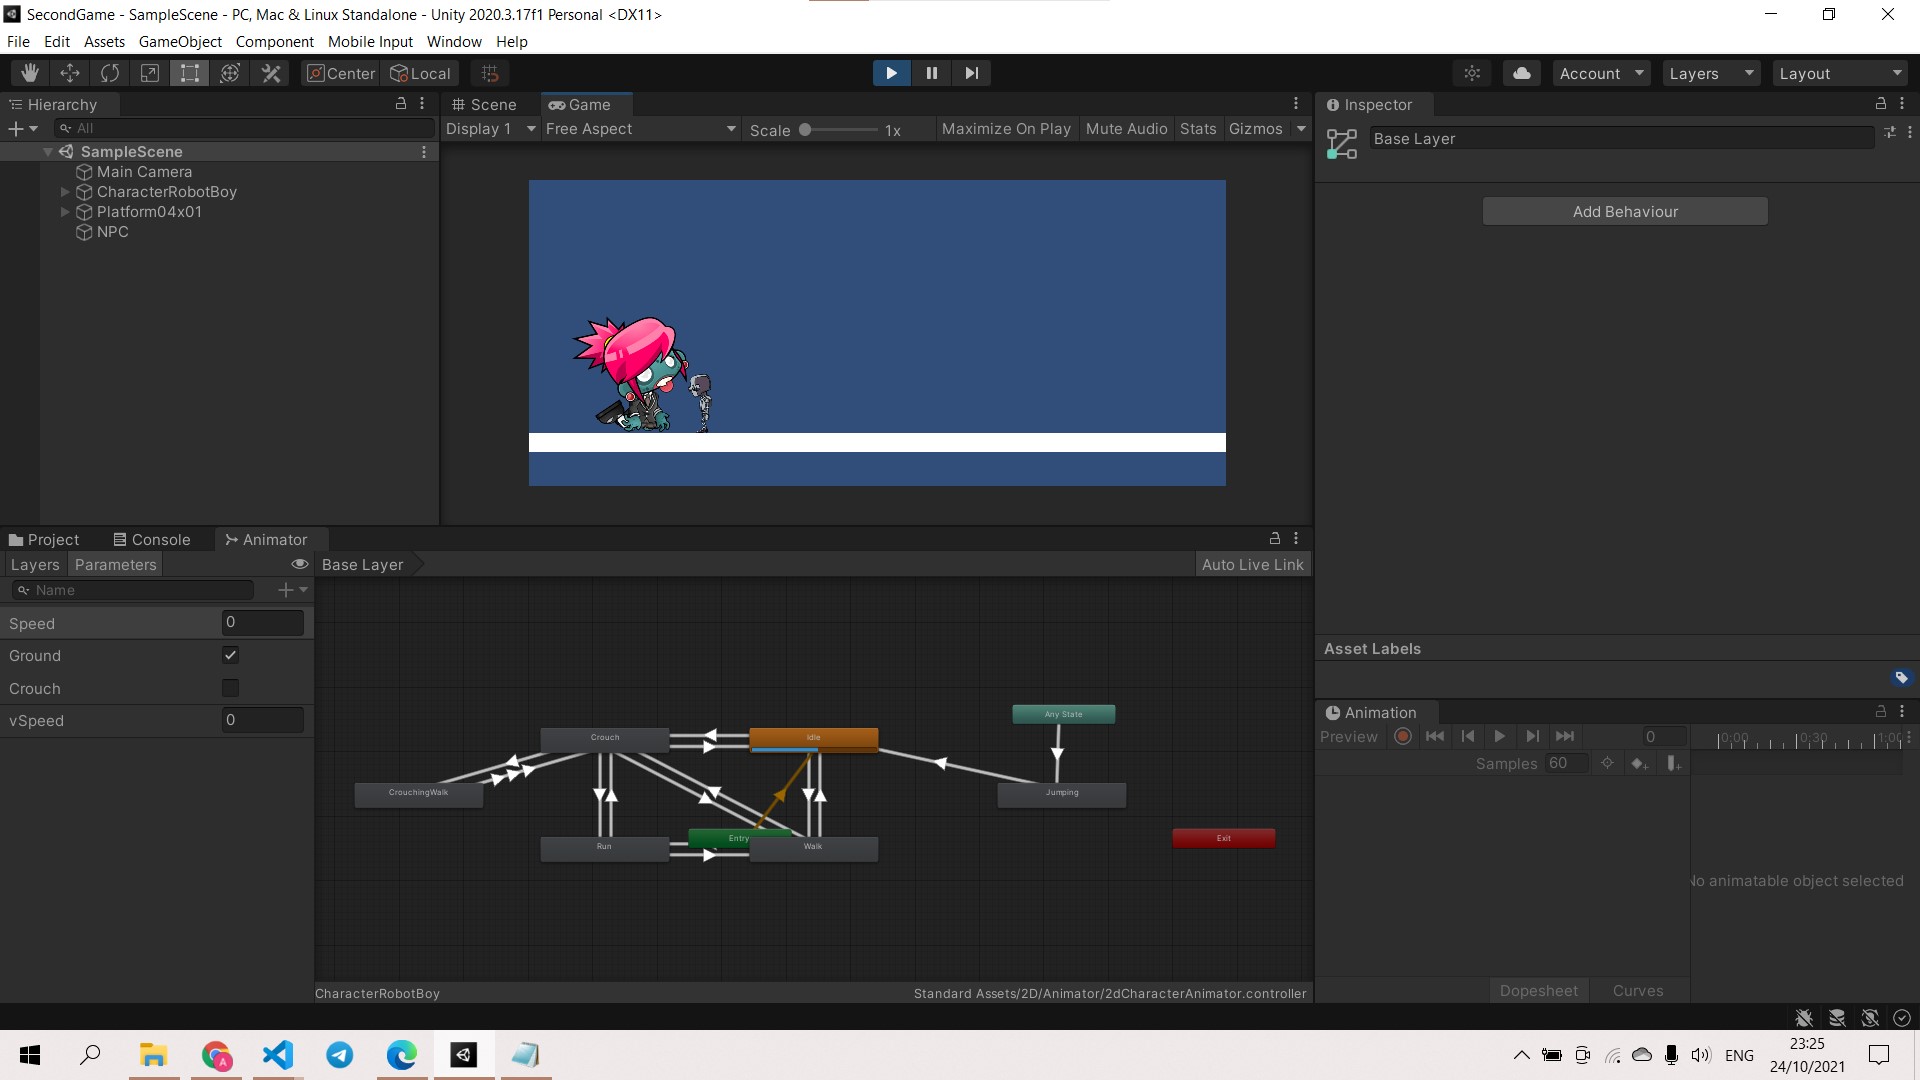 SecondGame - SampleScene - PC, Mac & Linux Standalone - Unity 2020.3.17f1 Personal <DX11>
File Edit Assets GameObject Component Mobile Input Window Help
Center Local
Account Layers Layout
Hierarchy
All
SampleScene
Main Camera
CharacterRobotBoy
Platform04x01
NPC
Scene Game
Display 1 Free Aspect Scale 1x Maximize On Play Mute Audio Stats Gizmos
Inspector
Base Layer
Add Behaviour
Asset Labels
Project Console Animator
Layers Parameters
Base Layer Auto Live Link
Name
Speed 0
Ground
Crouch
vSpeed 0
Any State
Crouch Idle
CrouchingWalk Jumping
Entry Exit
Run Walk
CharacterRobotBoy Standard Assets/2D/Animator/2dCharacterAnimator.controller
Animation
Preview 0 0:00 0:30 1:00
Samples 60
No animatable object selected
Dopesheet Curves
ENG
23:25
24/10/2021